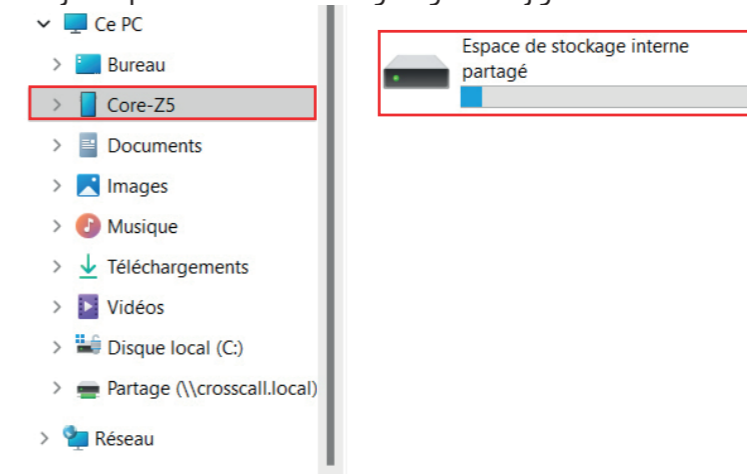 Ce PC
Bureau
Core-Z5
Documents
Images
Musique
Téléchargements
Vidéos
Disque local (C:)
Partage (\\crosscall.local)
Réseau
Espace de stockage interne
partagé